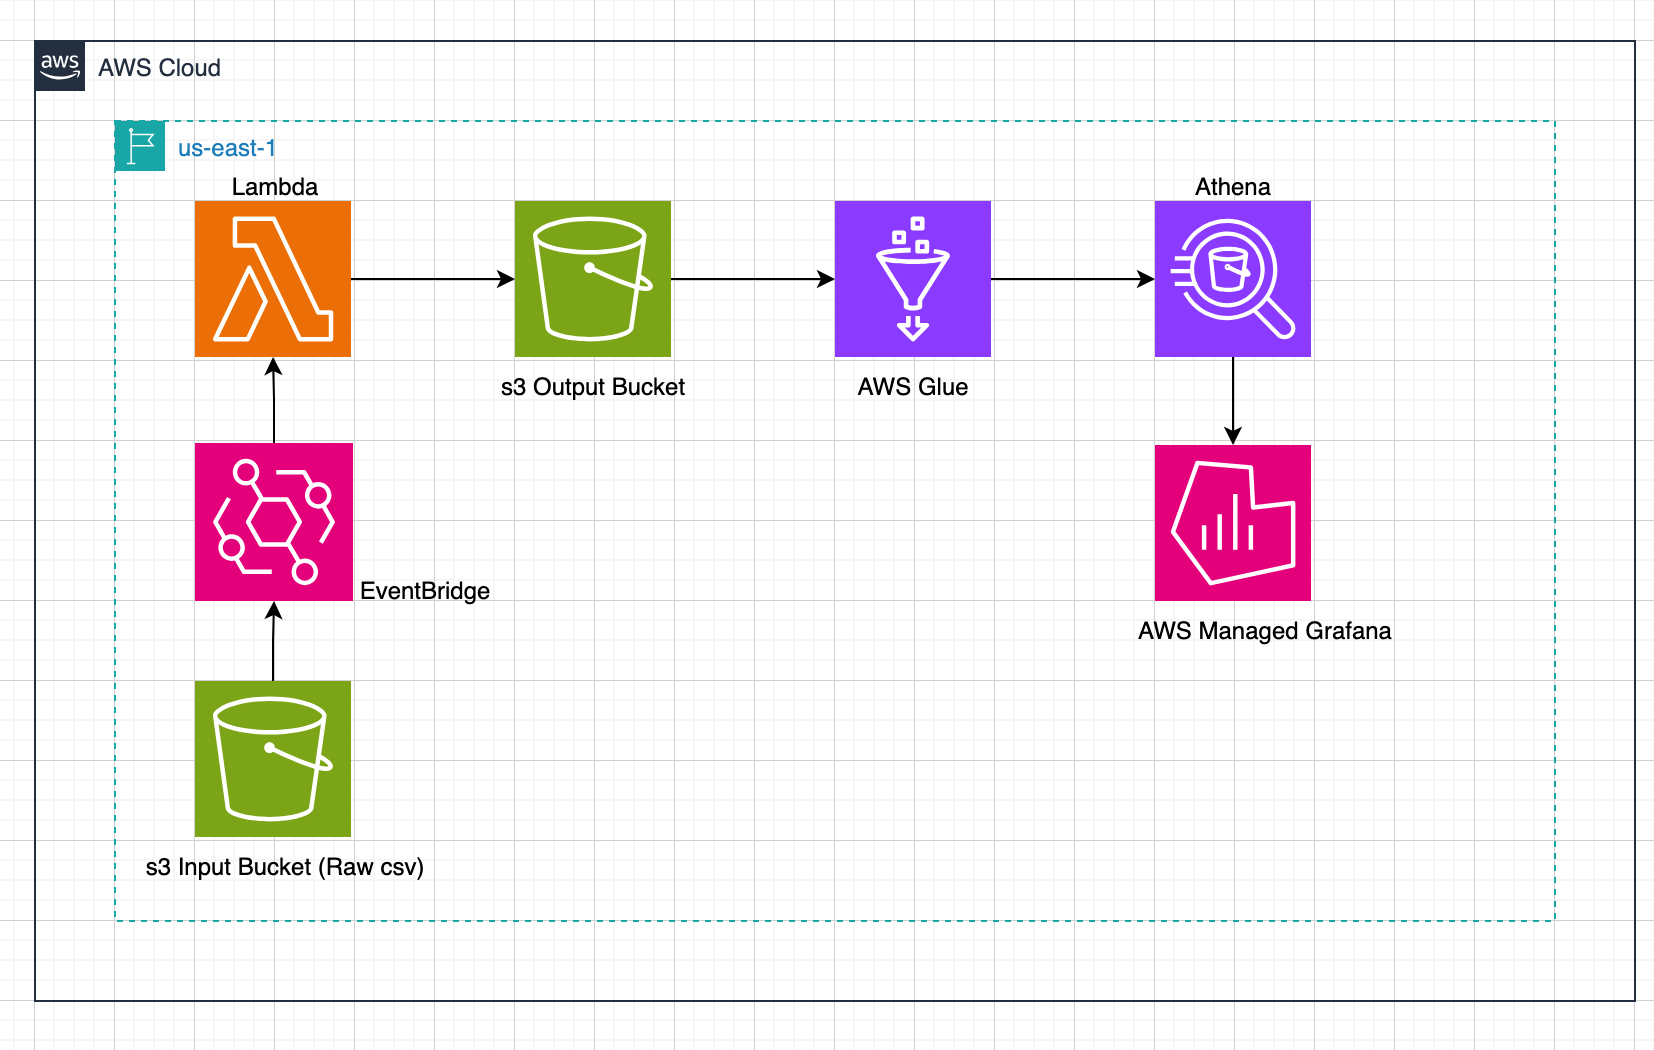 aws
AWS Cloud
us-east-1
Lambda
Athena
s3 Output Bucket
AWS Glue
EventBridge
AWS Managed Grafana
s3 Input Bucket (Raw csv)